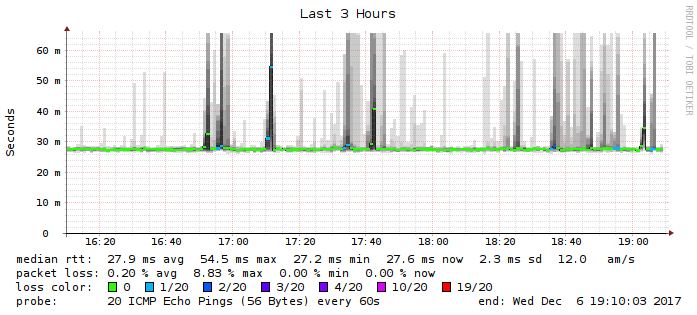 Last 3 Hours
RRDTOOL / TOBI OETIKER
Seconds
60 m
50 m
40 m
30 m
20 m
10 m
0
16:20 16:40 17:00 17:20 17:40 18:00 18:20 18:40 19:00
median rtt: 27.9 ms avg 54.5 ms max 27.2 ms min 27.6 ms now 2.3 ms sd 12.0 am/s
packet loss: 0.20 % avg 8.83 % max 0.00 % min 0.00 % now
loss color: 0 1/20 2/20 3/20 4/20 10/20 19/20
probe: 20 ICMP Echo Pings (56 Bytes) every 60s end: Wed Dec 6 19:10:03 2017